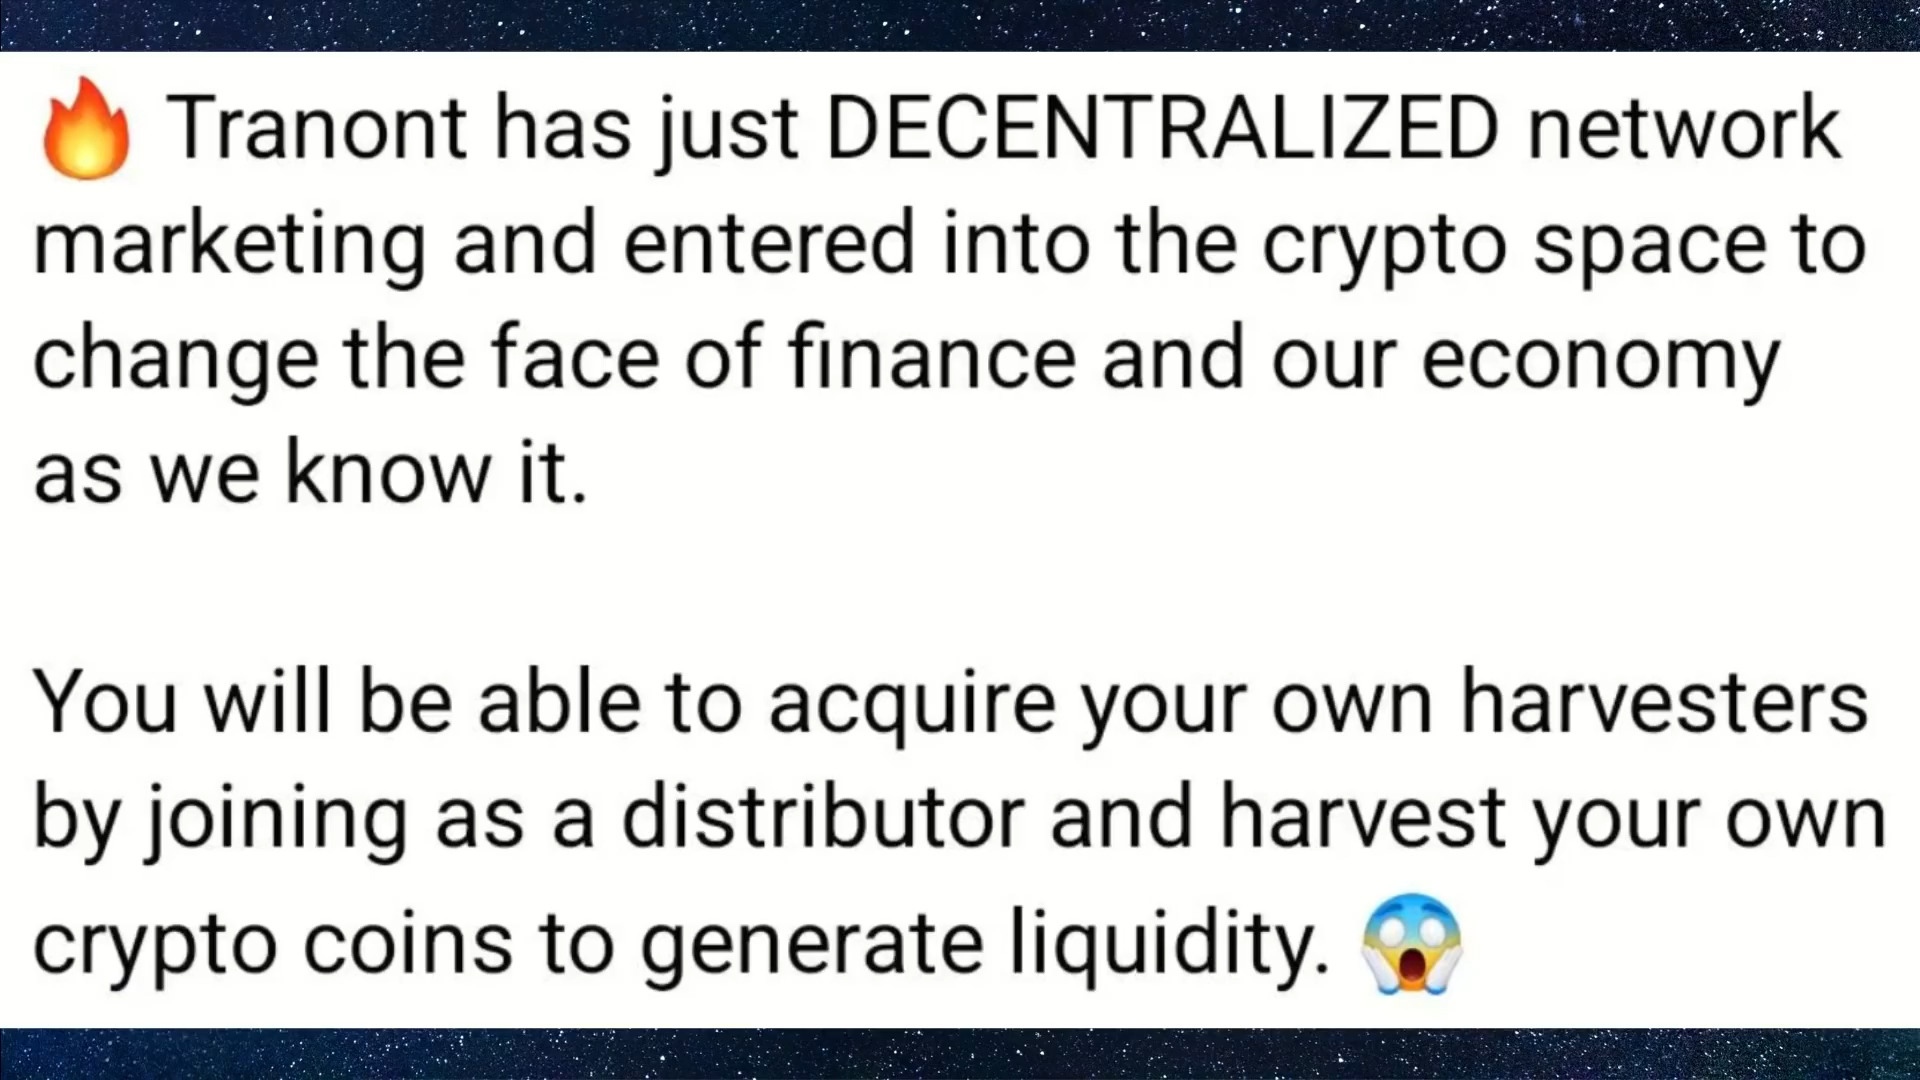 🔥 Tranont has just DECENTRALIZED network
marketing and entered into the crypto space to
change the face of finance and our economy
as we know it.
You will be able to acquire your own harvesters
by joining as a distributor and harvest your own
crypto coins to generate liquidity. 😱